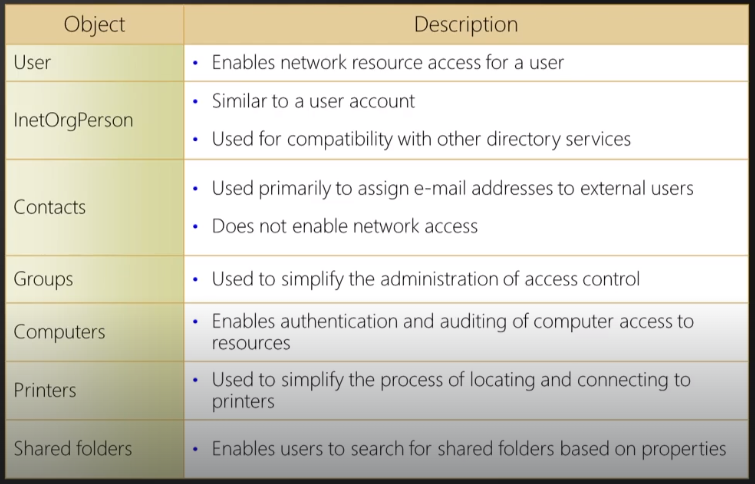 Object Description
User • Enables network resource access for a user
InetOrgPerson • Similar to a user account
• Used for compatibility with other directory services
Contacts • Used primarily to assign e-mail addresses to external users
• Does not enable network access
Groups • Used to simplify the administration of access control
Computers • Enables authentication and auditing of computer access to
resources
Printers • Used to simplify the process of locating and connecting to
printers
Shared folders • Enables users to search for shared folders based on properties